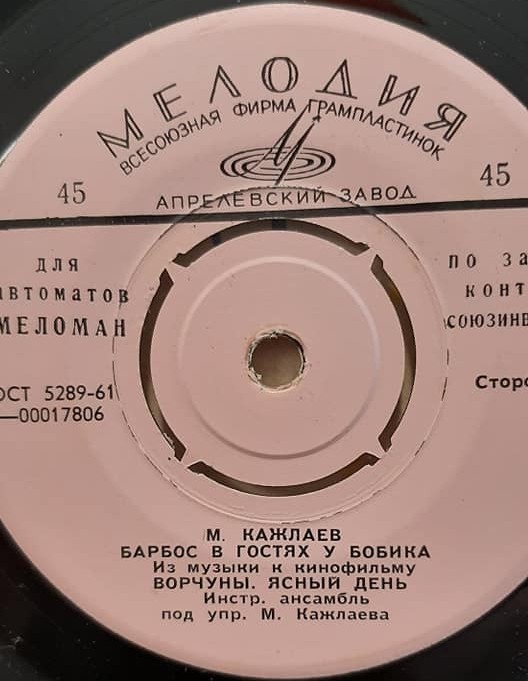 МЕЛОДИЯ
ВСЕСОЮЗНАЯ ФИРМА ГРАМПЛАСТИНОК
45
45
АПРЕЛЕВСКИЙ ЗАВОД
ДЛЯ
АВТОМАТОВ
МЕЛОМАН
ПО ЗА
КОНТ
СОЮЗИНВ
ОСТ 5289-61
—00017806
Сторо
М. КАЖЛАЕВ
БАРБОС В ГОСТЯХ У БОБИКА
Из музыки к кинофильму
ВОРЧУНЫ. ЯСНЫЙ ДЕНЬ
Инстр. ансамбль
под упр. М. Кажлаева